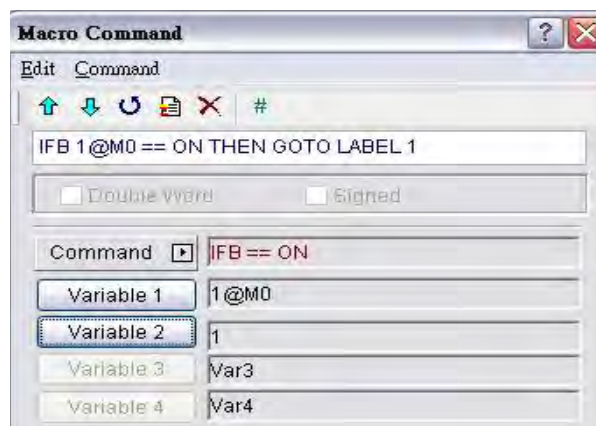 Macro Command
Edit Command
#
IFB 1@M0 == ON THEN GOTO LABEL 1
Double Word Signed
Command IFB == ON
Variable 1 1@M0
Variable 2 1
Variable 3 Var3
Variable 4 Var4